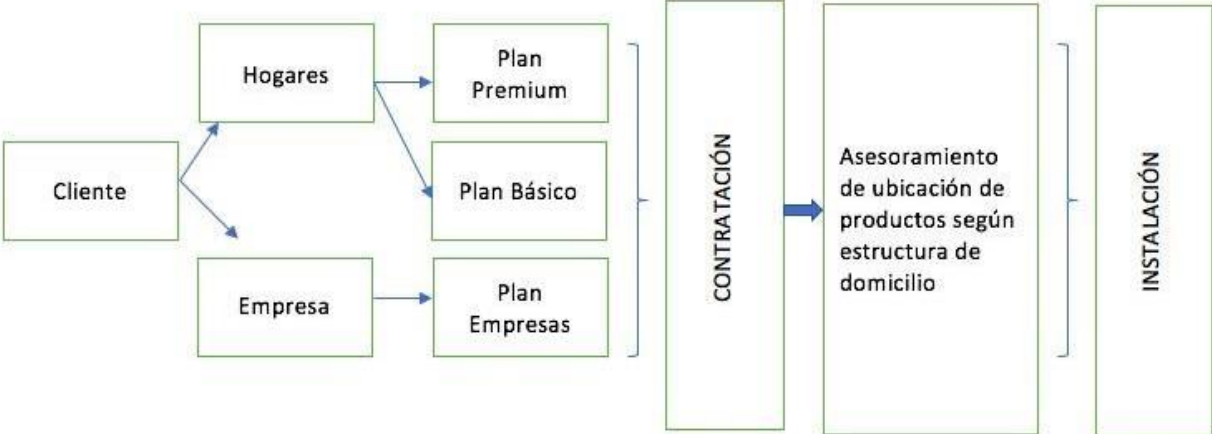 Cliente
Hogares
Empresa
Plan
Premium
Plan Básico
Plan
Empresas
CONTRATACIÓN
Asesoramiento
de ubicación de
productos según
estructura de
domicilio
INSTALACIÓN